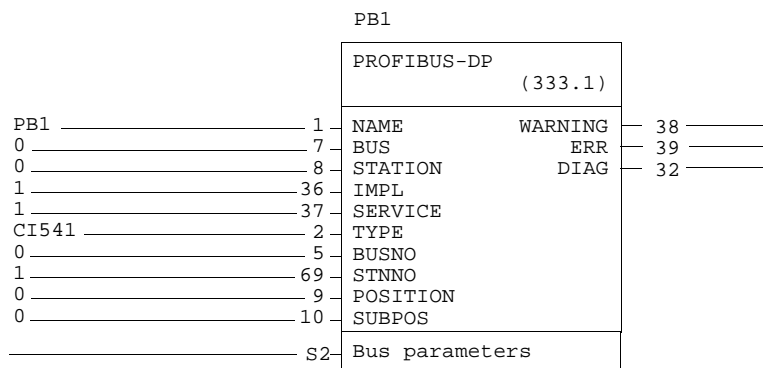 PB1
PROFIBUS-DP
(333.1)
PB1 1 NAME WARNING 38
0 7 BUS ERR 39
0 8 STATION DIAG 32
1 36 IMPL
1 37 SERVICE
CI541 2 TYPE
0 5 BUSNO
1 69 STNNO
0 9 POSITION
0 10 SUBPOS
S2 Bus parameters